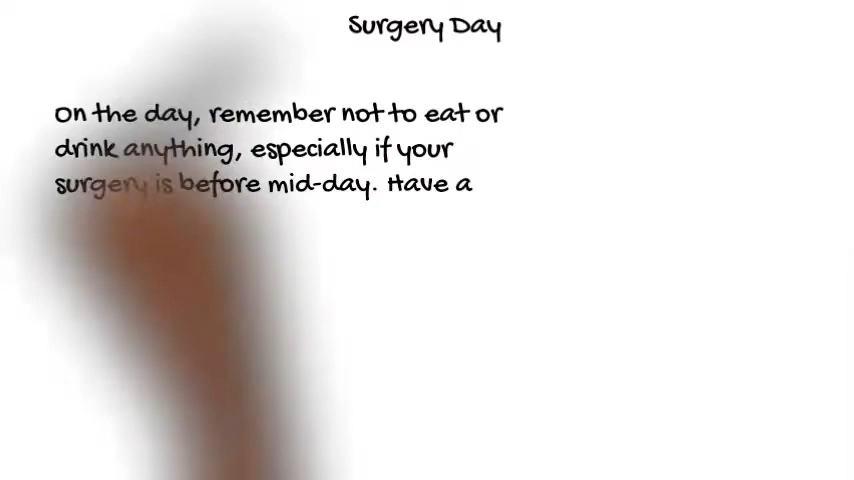 Surgery Day
On the day, remember not to eat or
drink anything, especially if your
surgery is before mid-day. Have a